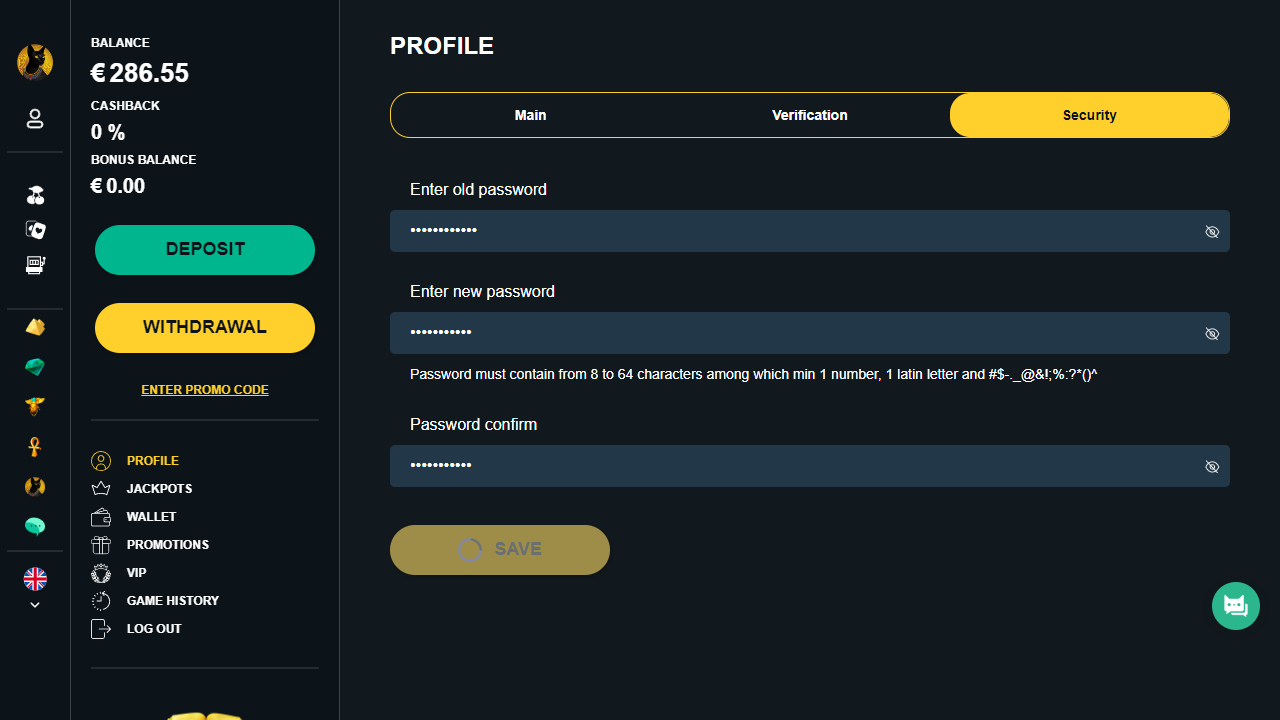 BALANCE
€ 286.55
CASHBACK
0 %
BONUS BALANCE
€ 0.00
DEPOSIT
WITHDRAWAL
ENTER PROMO CODE
PROFILE
JACKPOTS
WALLET
PROMOTIONS
VIP
GAME HISTORY
LOG OUT
PROFILE
Main
Verification
Security
Enter old password
••••••••••••
Enter new password
•••••••••••
Password must contain from 8 to 64 characters among which min 1 number, 1 latin letter and #$-._@&!;%:?*()^
Password confirm
•••••••••••
SAVE